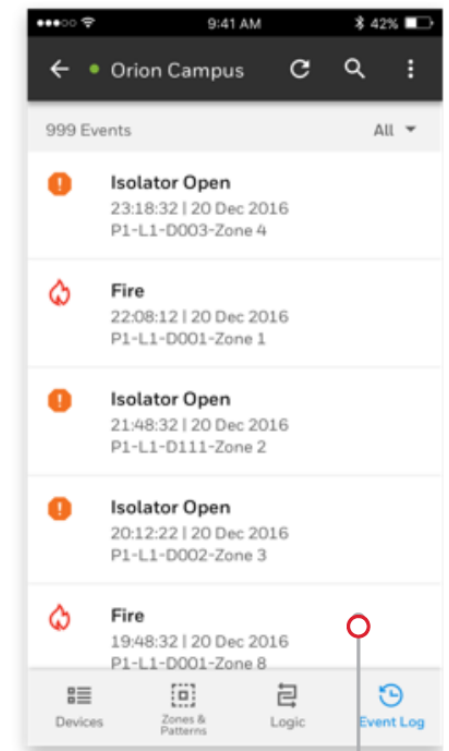 9:41 AM
42%
Orion Campus
999 Events
All
Isolator Open
23:18:32 | 20 Dec 2016
P1-L1-D003-Zone 4
Fire
22:08:12 | 20 Dec 2016
P1-L1-D001-Zone 1
Isolator Open
21:48:32 | 20 Dec 2016
P1-L1-D111-Zone 2
Isolator Open
20:12:22 | 20 Dec 2016
P1-L1-D002-Zone 3
Fire
19:48:32 | 20 Dec 2016
P1-L1-D001-Zone 8
Devices
Zones &
Patterns
Logic
Event Log